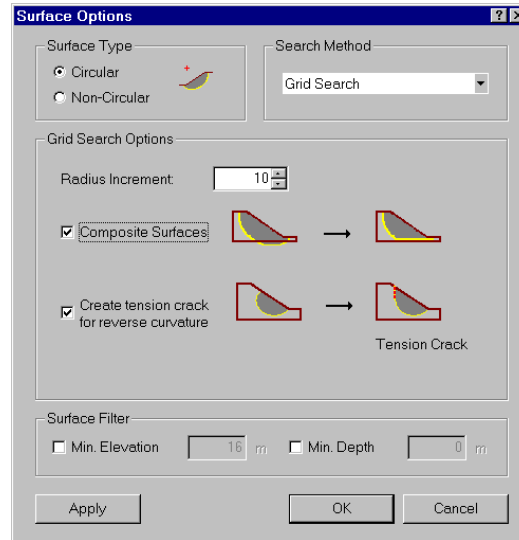 Surface Options
Surface Type
Circular
Non-Circular
Search Method
Grid Search
Grid Search Options
Radius Increment:
10
Composite Surfaces
Create tension crack
for reverse curvature
Tension Crack
Surface Filter
Min. Elevation 16 m Min. Depth 0 m
Apply OK Cancel